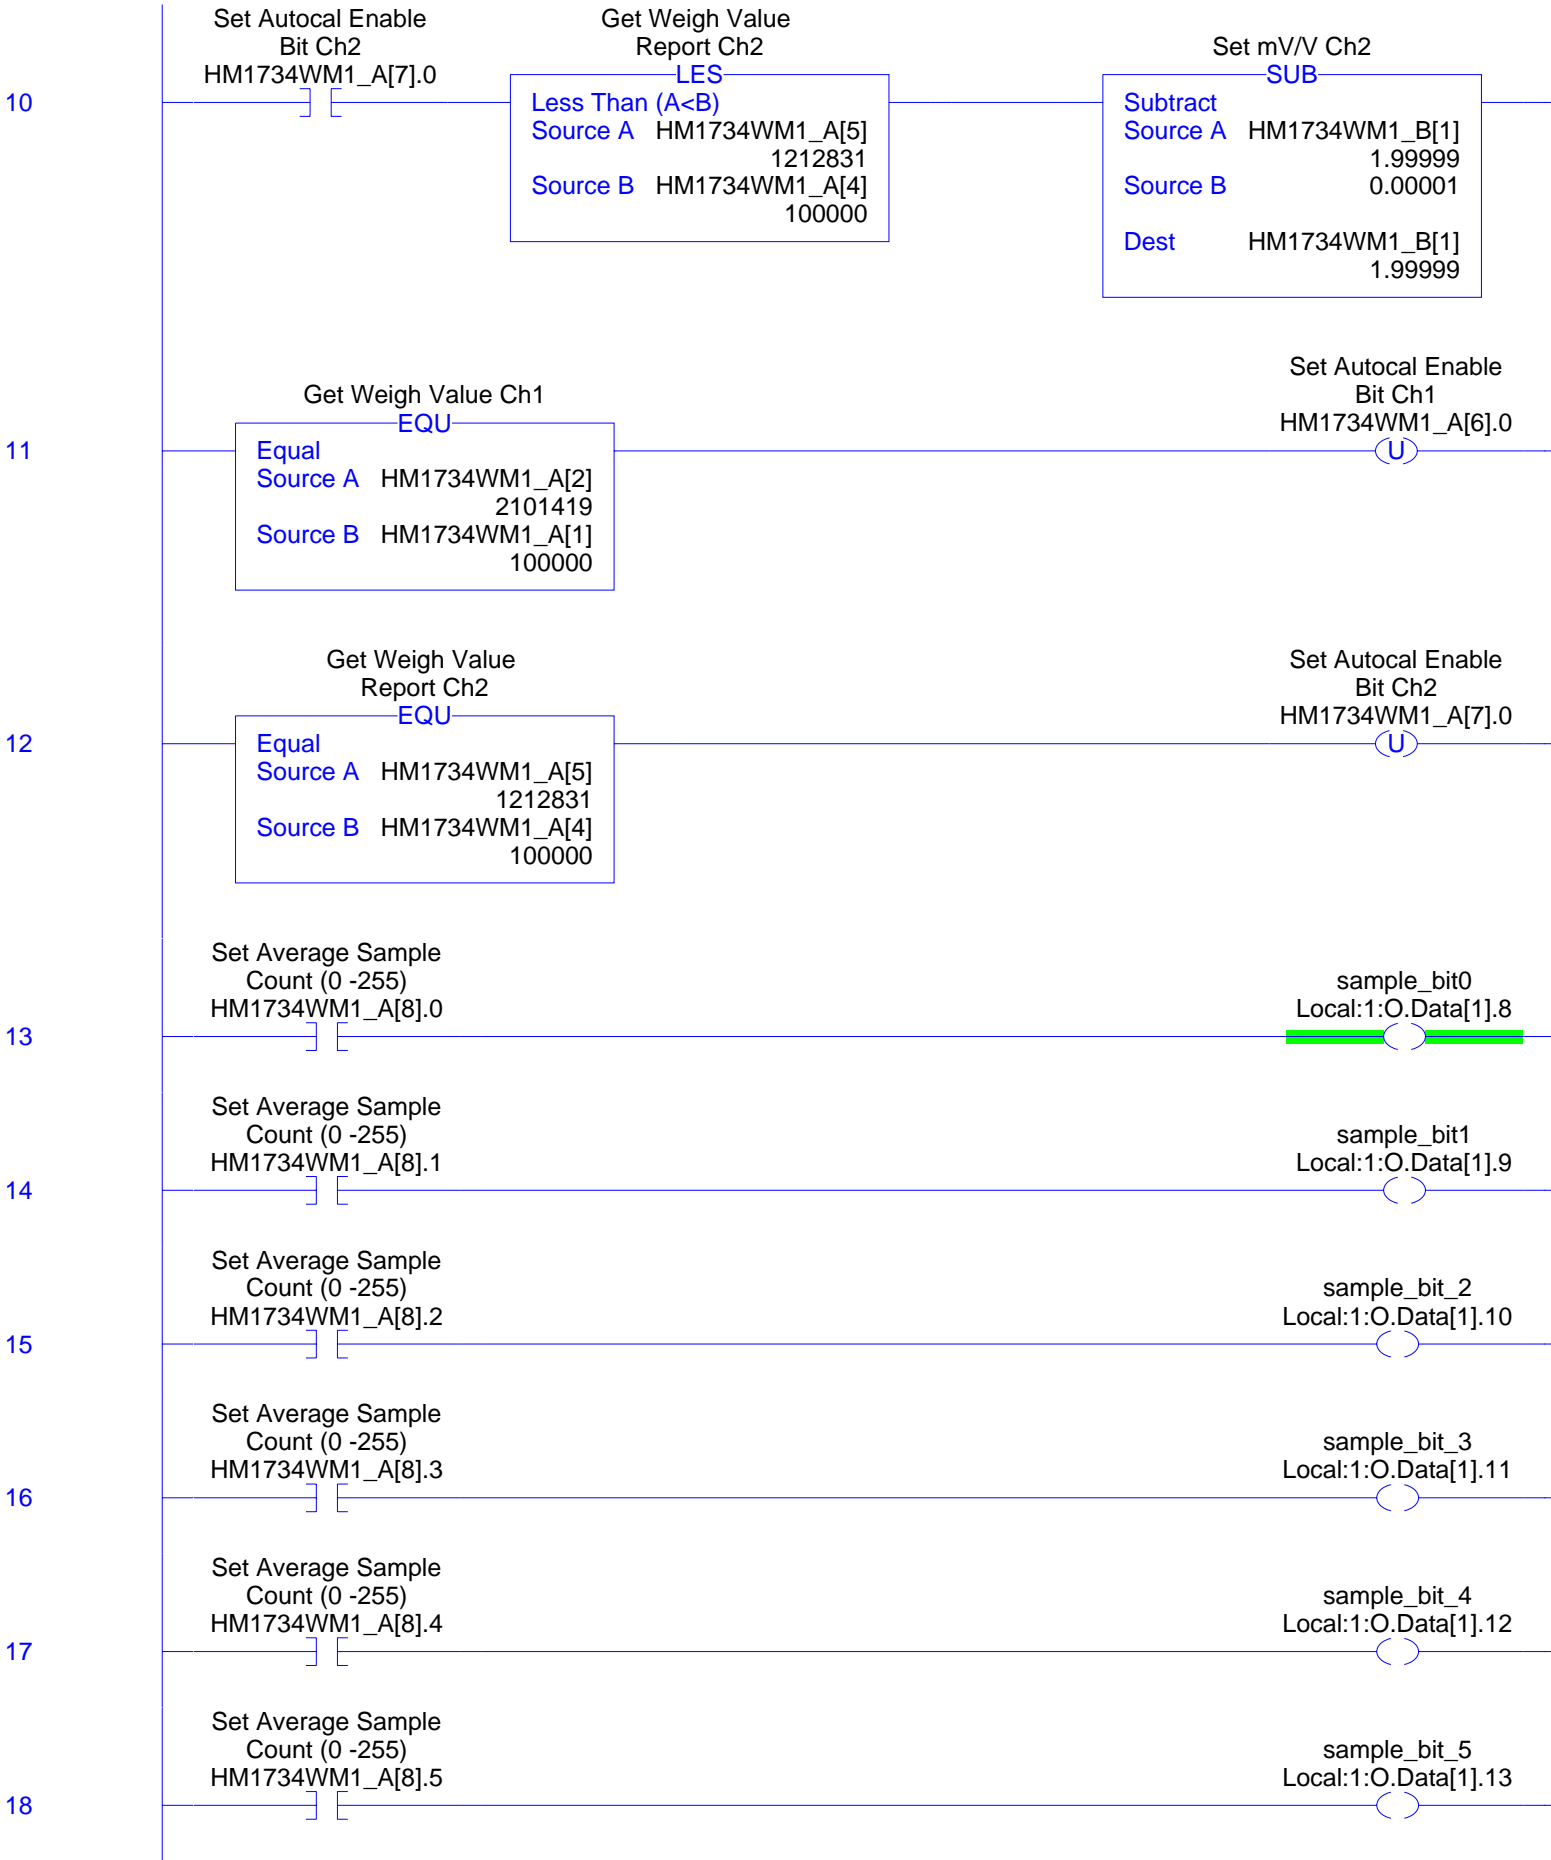 Set Autocal Enable
Bit Ch2
HM1734WM1_A[7].0
Get Weigh Value
Report Ch2
LES
Less Than (A<B)
Source A HM1734WM1_A[5]
1212831
Source B HM1734WM1_A[4]
100000
Set mV/V Ch2
SUB
Subtract
Source A HM1734WM1_B[1]
1.99999
Source B 0.00001
Dest HM1734WM1_B[1]
1.99999
10
Get Weigh Value Ch1
EQU
Equal
Source A HM1734WM1_A[2]
2101419
Source B HM1734WM1_A[1]
100000
Set Autocal Enable
Bit Ch1
HM1734WM1_A[6].0
U
11
Get Weigh Value
Report Ch2
EQU
Equal
Source A HM1734WM1_A[5]
1212831
Source B HM1734WM1_A[4]
100000
Set Autocal Enable
Bit Ch2
HM1734WM1_A[7].0
U
12
Set Average Sample
Count (0 -255)
HM1734WM1_A[8].0
sample_bit0
Local:1:O.Data[1].8
13
Set Average Sample
Count (0 -255)
HM1734WM1_A[8].1
sample_bit1
Local:1:O.Data[1].9
14
Set Average Sample
Count (0 -255)
HM1734WM1_A[8].2
sample_bit_2
Local:1:O.Data[1].10
15
Set Average Sample
Count (0 -255)
HM1734WM1_A[8].3
sample_bit_3
Local:1:O.Data[1].11
16
Set Average Sample
Count (0 -255)
HM1734WM1_A[8].4
sample_bit_4
Local:1:O.Data[1].12
17
Set Average Sample
Count (0 -255)
HM1734WM1_A[8].5
sample_bit_5
Local:1:O.Data[1].13
18